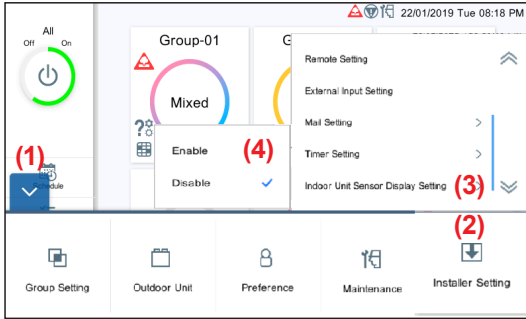 22/01/2019 Tue 08:18 PM
All
Off On
Group-01
G
Mixed
Remote Setting
External Input Setting
Mail Setting
Timer Setting
Indoor Unit Sensor Display Setting
(3)
Enable
(4)
Disable
(1)
Schedule
(2)
Group Setting
Outdoor Unit
Preference
Maintenance
Installer Setting